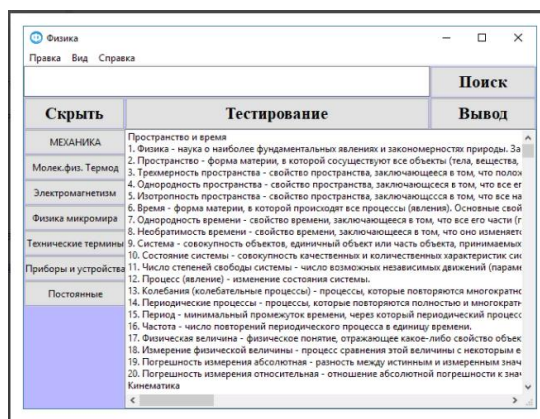 Физика
Правка Вид Справка
Поиск
Скрыть Тестирование Вывод
МЕХАНИКА
Молек.физ. Термод
Электромагнетизм
Физика микромира
Технические термины
Приборы и устройства
Постоянные
Пространство и время
1. Физика - наука о наиболее фундаментальных явлениях и закономерностях природы. За
2. Пространство - форма материи, в которой сосуществуют все объекты (тела, вещества,
3. Трехмерность пространства - свойство пространства, заключающееся в том, что полож
4. Однородность пространства - свойство пространства, заключающееся в том, что все ег
5. Изотропность пространства - свойство пространства, заключающссся в том, что все на
6. Время - форма материи, в которой происходят все процессы (явления). Основные свой
7. Однородность времени - свойство времени, заключающееся в том, что все его части (г
8. Необратимость времени - свойство времени, заключающееся в том, что оно изменяетс
9. Система - совокупность объектов, единичный объект или часть объекта, принимаемых
10. Состояние системы - совокупность качественных и количественных характеристик сис
11. Число степеней свободы системы - число возможных независимых движений (параме
12. Процесс (явление) - изменение состояния системы.
13. Колебания (колебательные процессы) - процессы, которые повторяются многократнс
14. Периодические процессы - процессы, которые повторяются полностью и многократн
15. Период - минимальный промежуток времени, через который периодический процесс
16. Частота - число повторений периодического процесса в единицу времени.
17. Физическая величина - физическое понятие, отражающее какое-либо свойство объек
18. Измерение физической величины - процесс сравнения этой величины с некоторым е
19. Погрешность измерения абсолютная - разность между истинным и измеренным знач
20. Погрешность измерения относительная - отношение абсолютной погрешности к знач
Кинематика